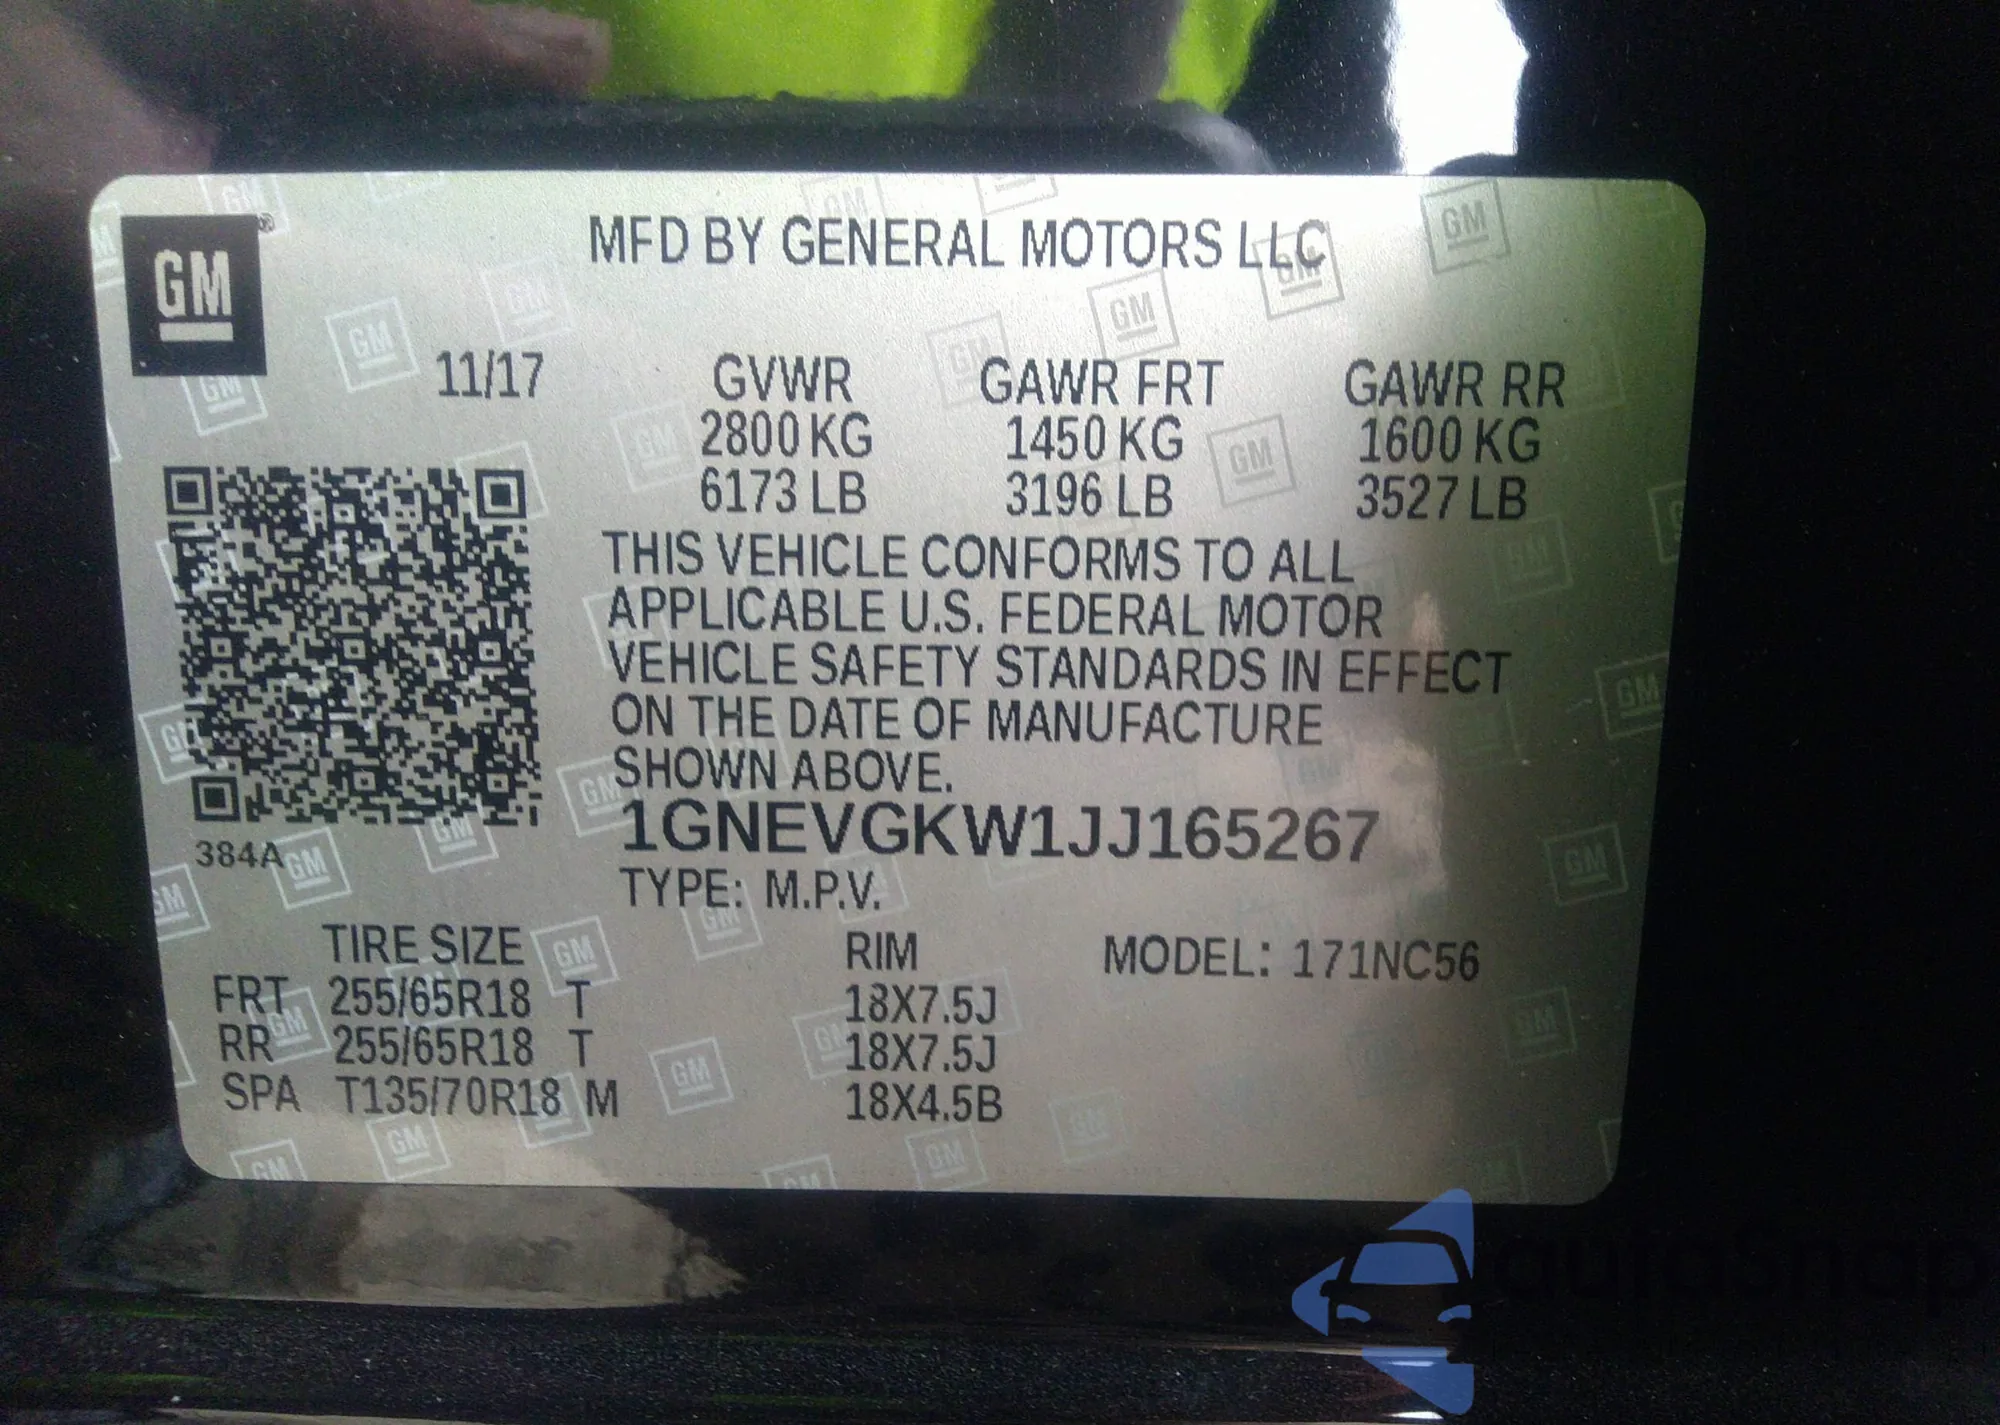 GM
MFD BY GENERAL MOTORS LLC
11/17 GVWR GAWR FRT GAWR RR
2800 KG 1450 KG 1600 KG
6173 LB 3196 LB 3527 LB
THIS VEHICLE CONFORMS TO ALL
APPLICABLE U.S. FEDERAL MOTOR
VEHICLE SAFETY STANDARDS IN EFFECT
ON THE DATE OF MANUFACTURE
SHOWN ABOVE.
1GNEVGKW1JJ165267
384A
TYPE: M.P.V.
TIRE SIZE RIM MODEL: 171NC56
FRT 255/65R18 T 18X7.5J
RR 255/65R18 T 18X7.5J
SPA T135/70R18 M 18X4.5B
autosnap